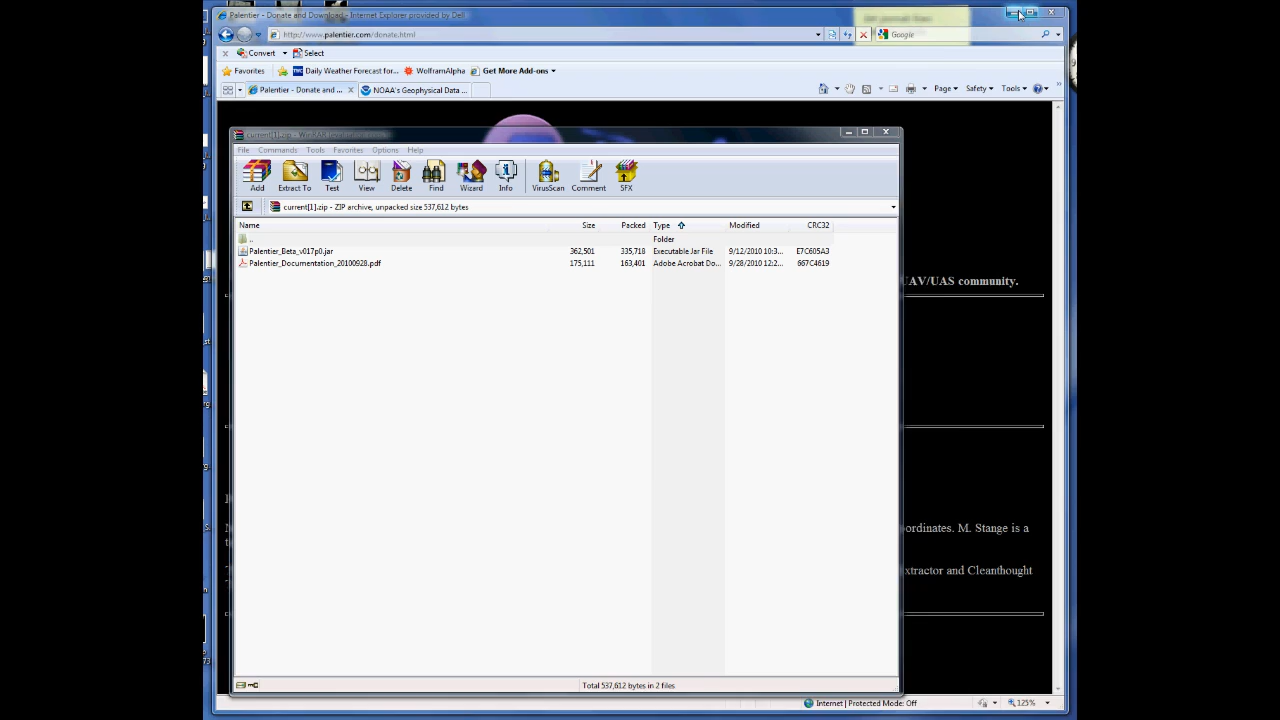 Palentier - Donate and Download - Internet Explorer provided by Dell
http://www.palentier.com/donate.html
Google
Convert Select
Favorites Daily Weather Forecast for... WolframAlpha Get More Add-ons
Palentier - Donate and ... NOAA's Geophysical Data ... Page Safety Tools
current[1].zip - WinRAR
File Commands Tools Favorites Options Help
Add Extract To Test View Delete Find Wizard Info VirusScan Comment SFX
current[1].zip - ZIP archive, unpacked size 537,612 bytes
Name Size Packed Type Modified CRC32
.. Folder
Palentier_Beta_v017p0.jar 362,501 335,718 Executable Jar File 9/12/2010 10:3... E7C605A3
Palentier_Documentation_20100928.pdf 175,111 163,401 Adobe Acrobat Do... 9/28/2010 12:2... 667C4619
UAV/UAS community.
ordinates. M. Stange is a
xtractor and Cleanthought
Total 537,612 bytes in 2 files
Internet | Protected Mode: Off 125%